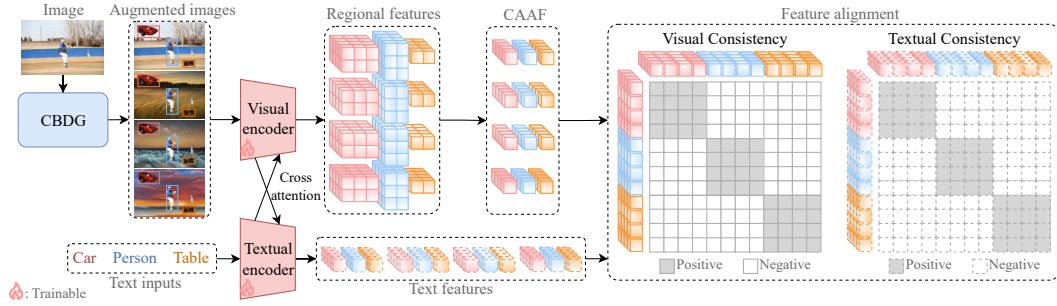 Image
Augmented images
Regional features
CAAF
Feature alignment
Visual Consistency
Textual Consistency
CBDG
Visual
encoder
Cross
attention
Textual
encoder
Car Person Table
Text inputs
Text features
Positive Negative
Positive Negative
: Trainable